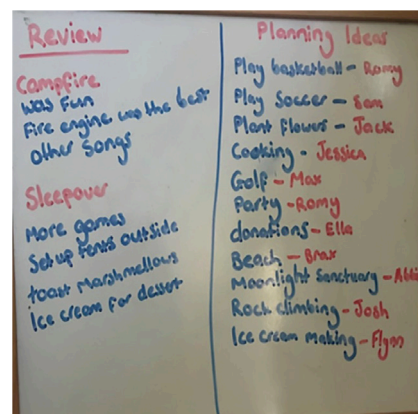 Review
Campfire
Was Fun
Fire engine was the best
Other Songs
Sleepover
More games
Set up tents outside
toast Marshmallows
Ice cream for dessert
Planning Ideas
Play basketball - Romy
Play Soccer - Sam
Plant Flowers - Jack
Cooking - Jessica
Golf - Max
Party - Romy
donations - Ella
Beach - Brax
Moonlight Sanctuary -
Rock climbing - Josh
Ice cream making - Flynn